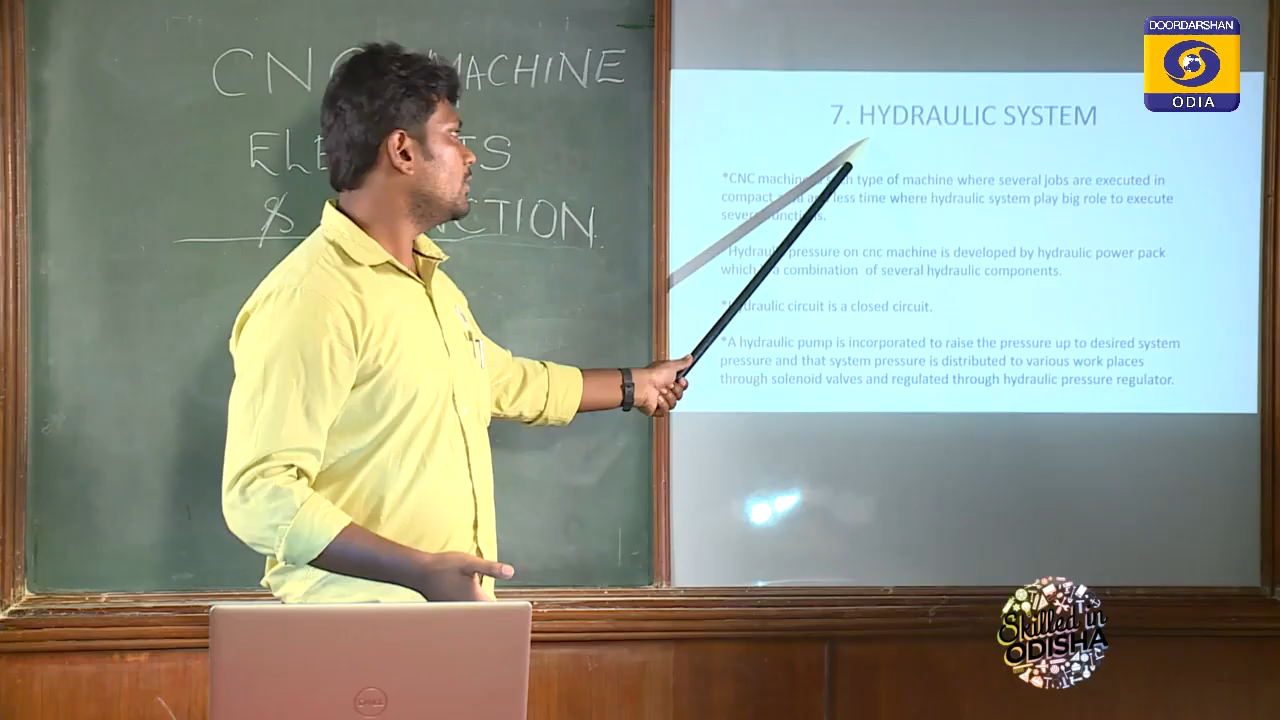 CNC MACHINE
ELE TS
& NCTION
DOORDARSHAN
ODIA
7. HYDRAULIC SYSTEM
*CNC machine type of machine where several jobs are executed in
compact less time where hydraulic system play big role to execute
several functions.
Hydraulic pressure on cnc machine is developed by hydraulic power pack
which a combination of several hydraulic components.
*Hydraulic circuit is a closed circuit.
*A hydraulic pump is incorporated to raise the pressure up to desired system
pressure and that system pressure is distributed to various work places
through solenoid valves and regulated through hydraulic pressure regulator.
Skilled in
ODISHA
DELL